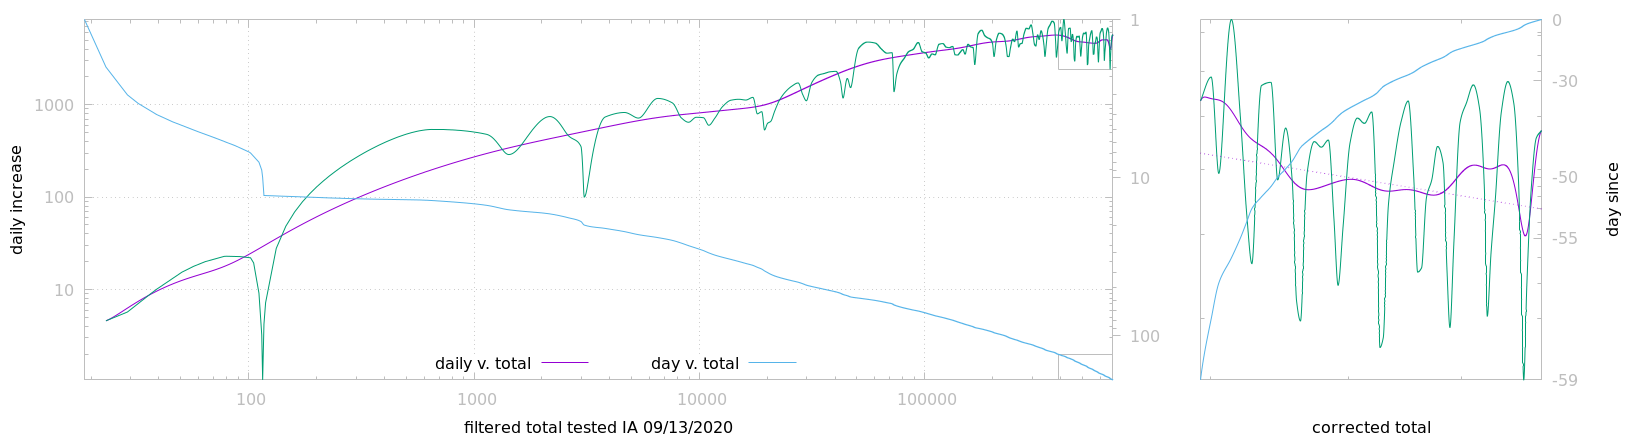 daily increase
1000
100
10
daily v. total
day v. total
100
1000
10000
100000
filtered total tested IA 09/13/2020
1
10
100
0
-30
-50
-55
-59
day since
corrected total